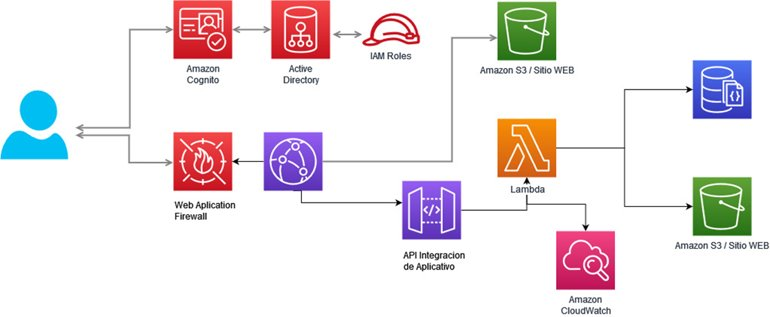 Amazon
Cognito
Active
Directory
IAM Roles
Amazon S3 / Sitio WEB
Web Aplication
Firewall
Lambda
API Integracion
de Aplicativo
Amazon S3 / Sitio WEB
Amazon
CloudWatch